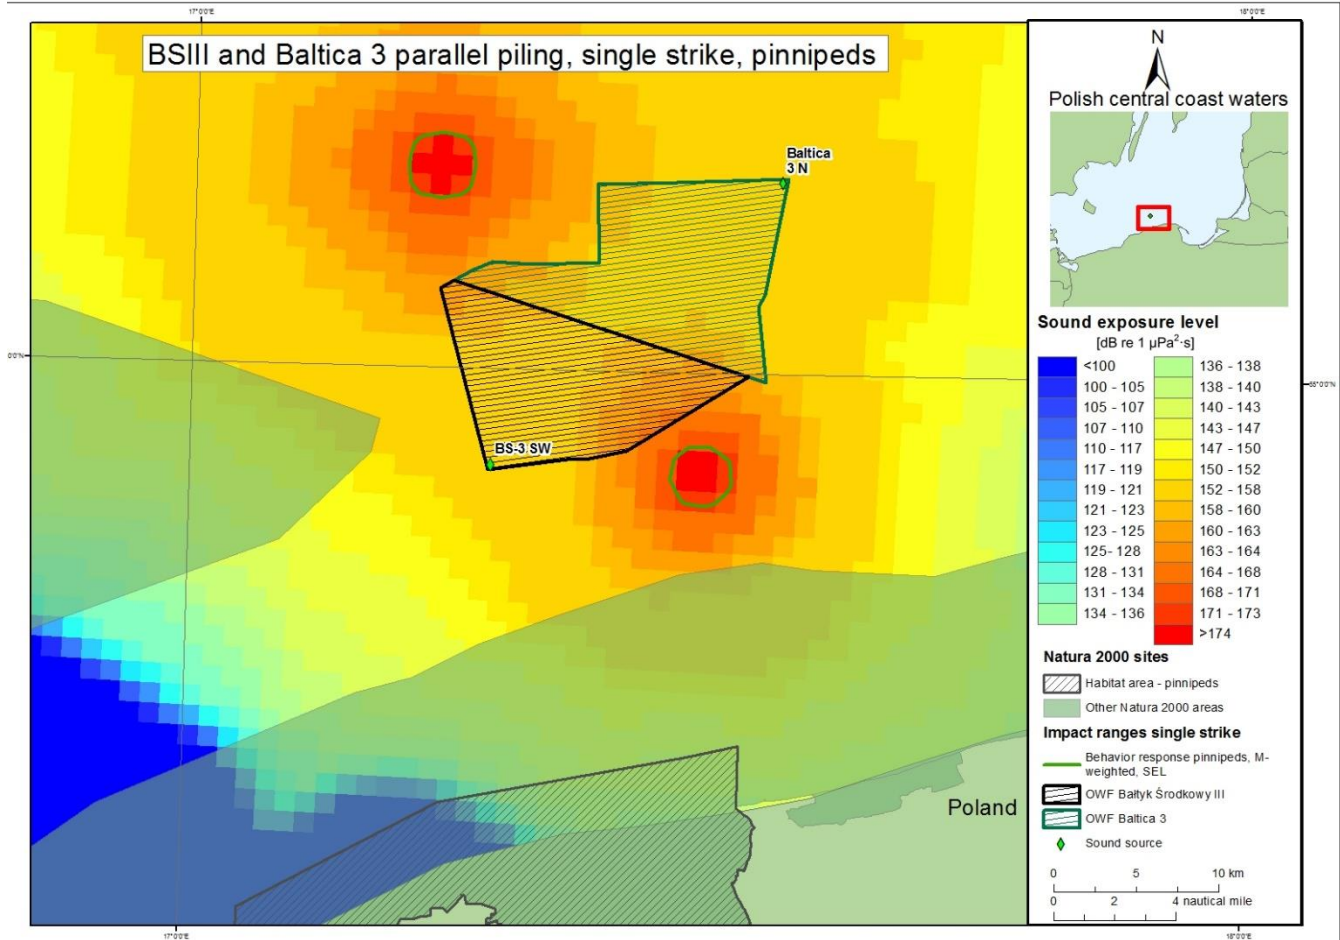 17°0'0"E
18°0'0"E
BSIII and Baltica 3 parallel piling, single strike, pinnipeds
Baltica
3 N
BS-3 SW
0'0"N
55°0'0"N
Poland
17°0'0"E
18°0'0"E
N
Polish central coast waters
Sound exposure level
[dB re 1 µPa²·s]
<100
100 - 105
105 - 107
107 - 110
110 - 117
117 - 119
119 - 121
121 - 123
123 - 125
125- 128
128 - 131
131 - 134
134 - 136
136 - 138
138 - 140
140 - 143
143 - 147
147 - 150
150 - 152
152 - 158
158 - 160
160 - 163
163 - 164
164 - 168
168 - 171
171 - 173
>174
Natura 2000 sites
Habitat area - pinnipeds
Other Natura 2000 areas
Impact ranges single strike
Behavior response pinnipeds, M-
weighted, SEL
OWF Bałtyk Środkowy III
OWF Baltica 3
Sound source
0 5 10 km
0 2 4 nautical mile